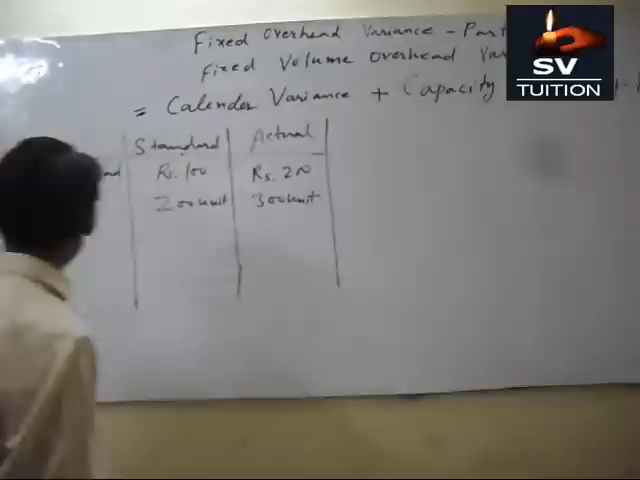 Fixed Overhead Variance - Part
Fixed Volume overhead Var
= Calender Variance + Capacity
SV
TUITION
Standard Actual
Rs. 100 Rs. 200
200 unit 300 unit